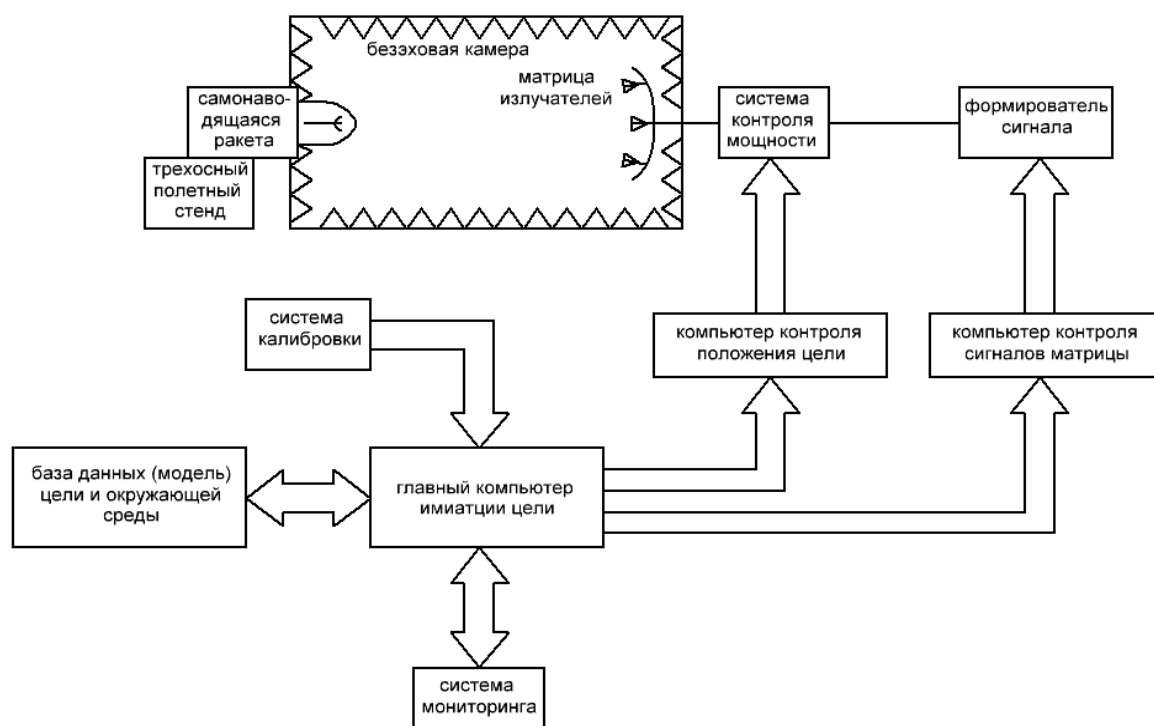 безэховая камера
матрица
излучателей
самонаво-
дящаяся
ракета
трехосный
полетный
стенд
система
контроля
мощности
формирователь
сигнала
система
калибровки
компьютер контроля
положения цели
компьютер контроля
сигналов матрицы
база данных (модель)
цели и окружающей
среды
главный компьютер
имиатции цели
система
мониторинга